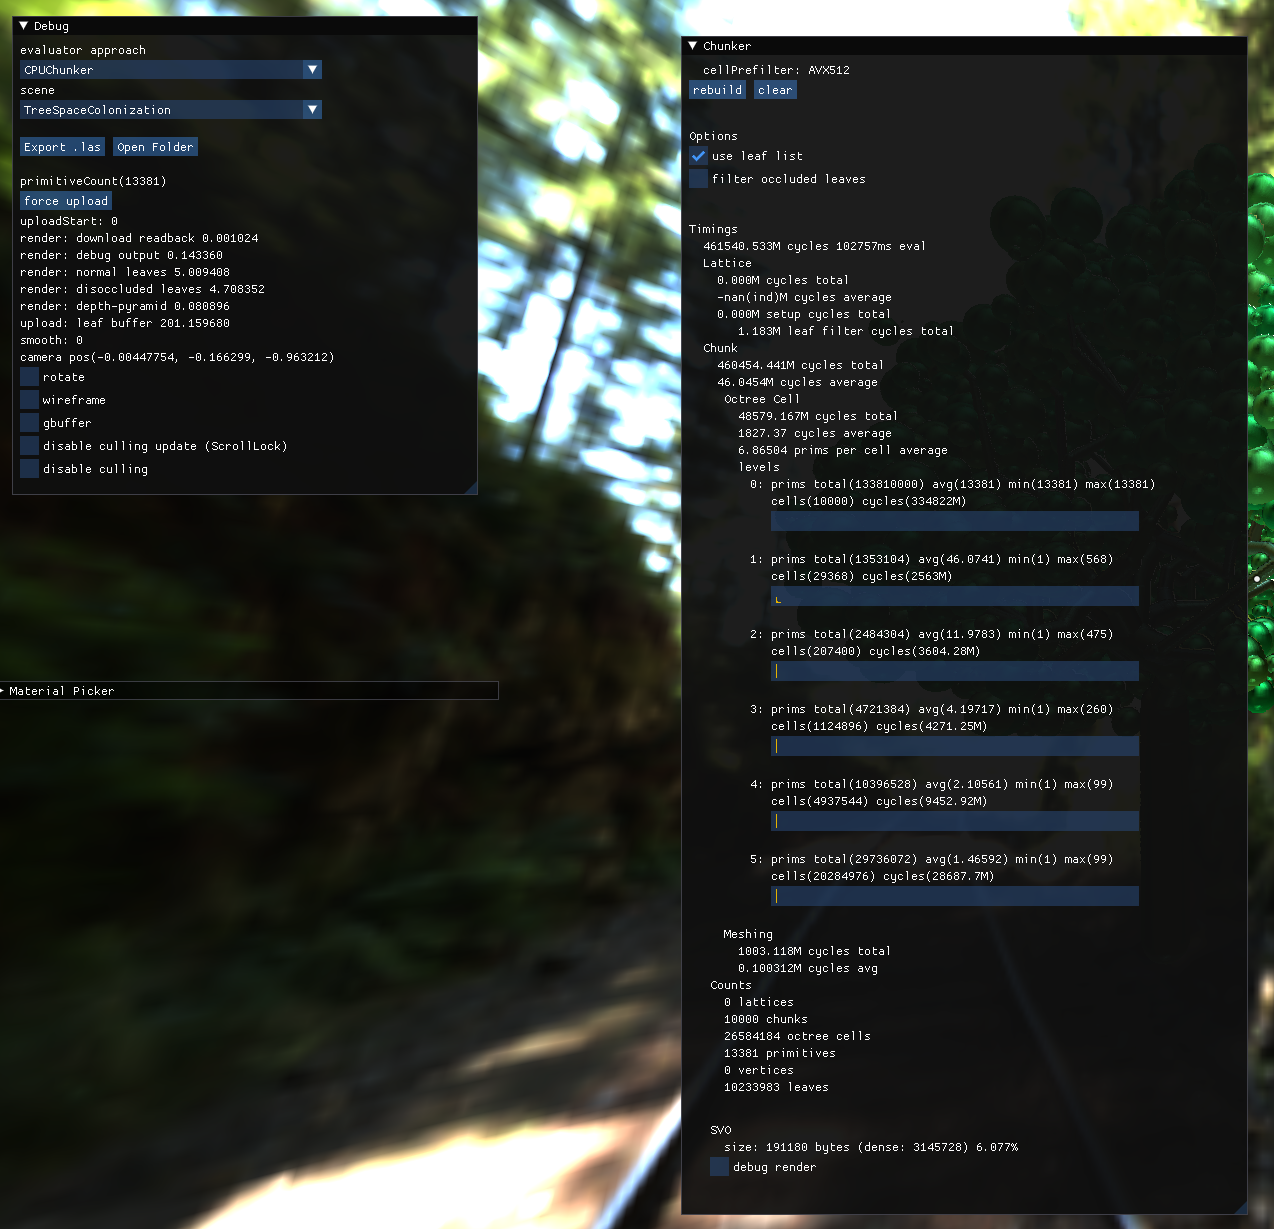 Debug
evaluator approach
CPUChunker
scene
TreeSpaceColonization
Export .las Open Folder
primitiveCount(13381)
force upload
uploadStart: 0
render: download readback 0.001024
render: debug output 0.143360
render: normal leaves 5.009408
render: disoccluded leaves 4.708352
render: depth-pyramid 0.080896
upload: leaf buffer 201.159680
smooth: 0
camera pos(-0.00447754, -0.166299, -0.963212)
rotate
wireframe
gbuffer
disable culling update (ScrollLock)
disable culling
Material Picker
Chunker
cellPrefilter: AVX512
rebuild clear
Options
use leaf list
filter occluded leaves
Timings
461540.533M cycles 102757ms eval
Lattice
0.000M cycles total
-nan(ind)M cycles average
0.000M setup cycles total
1.183M leaf filter cycles total
Chunk
460454.441M cycles total
46.0454M cycles average
Octree Cell
48579.167M cycles total
1827.37 cycles average
6.86504 prims per cell average
levels
0: prims total(133810000) avg(13381) min(13381) max(13381)
cells(10000) cycles(334822M)
1: prims total(1353104) avg(46.0741) min(1) max(568)
cells(29368) cycles(2563M)
2: prims total(2484304) avg(11.9783) min(1) max(475)
cells(207400) cycles(3604.28M)
3: prims total(4721384) avg(4.19717) min(1) max(260)
cells(1124896) cycles(4271.25M)
4: prims total(10396528) avg(2.10561) min(1) max(99)
cells(4937544) cycles(9452.92M)
5: prims total(29736072) avg(1.46592) min(1) max(99)
cells(20284976) cycles(28687.7M)
Meshing
1003.118M cycles total
0.100312M cycles avg
Counts
0 lattices
10000 chunks
26584184 octree cells
13381 primitives
0 vertices
10233983 leaves
SVO
size: 191180 bytes (dense: 3145728) 6.077%
debug render